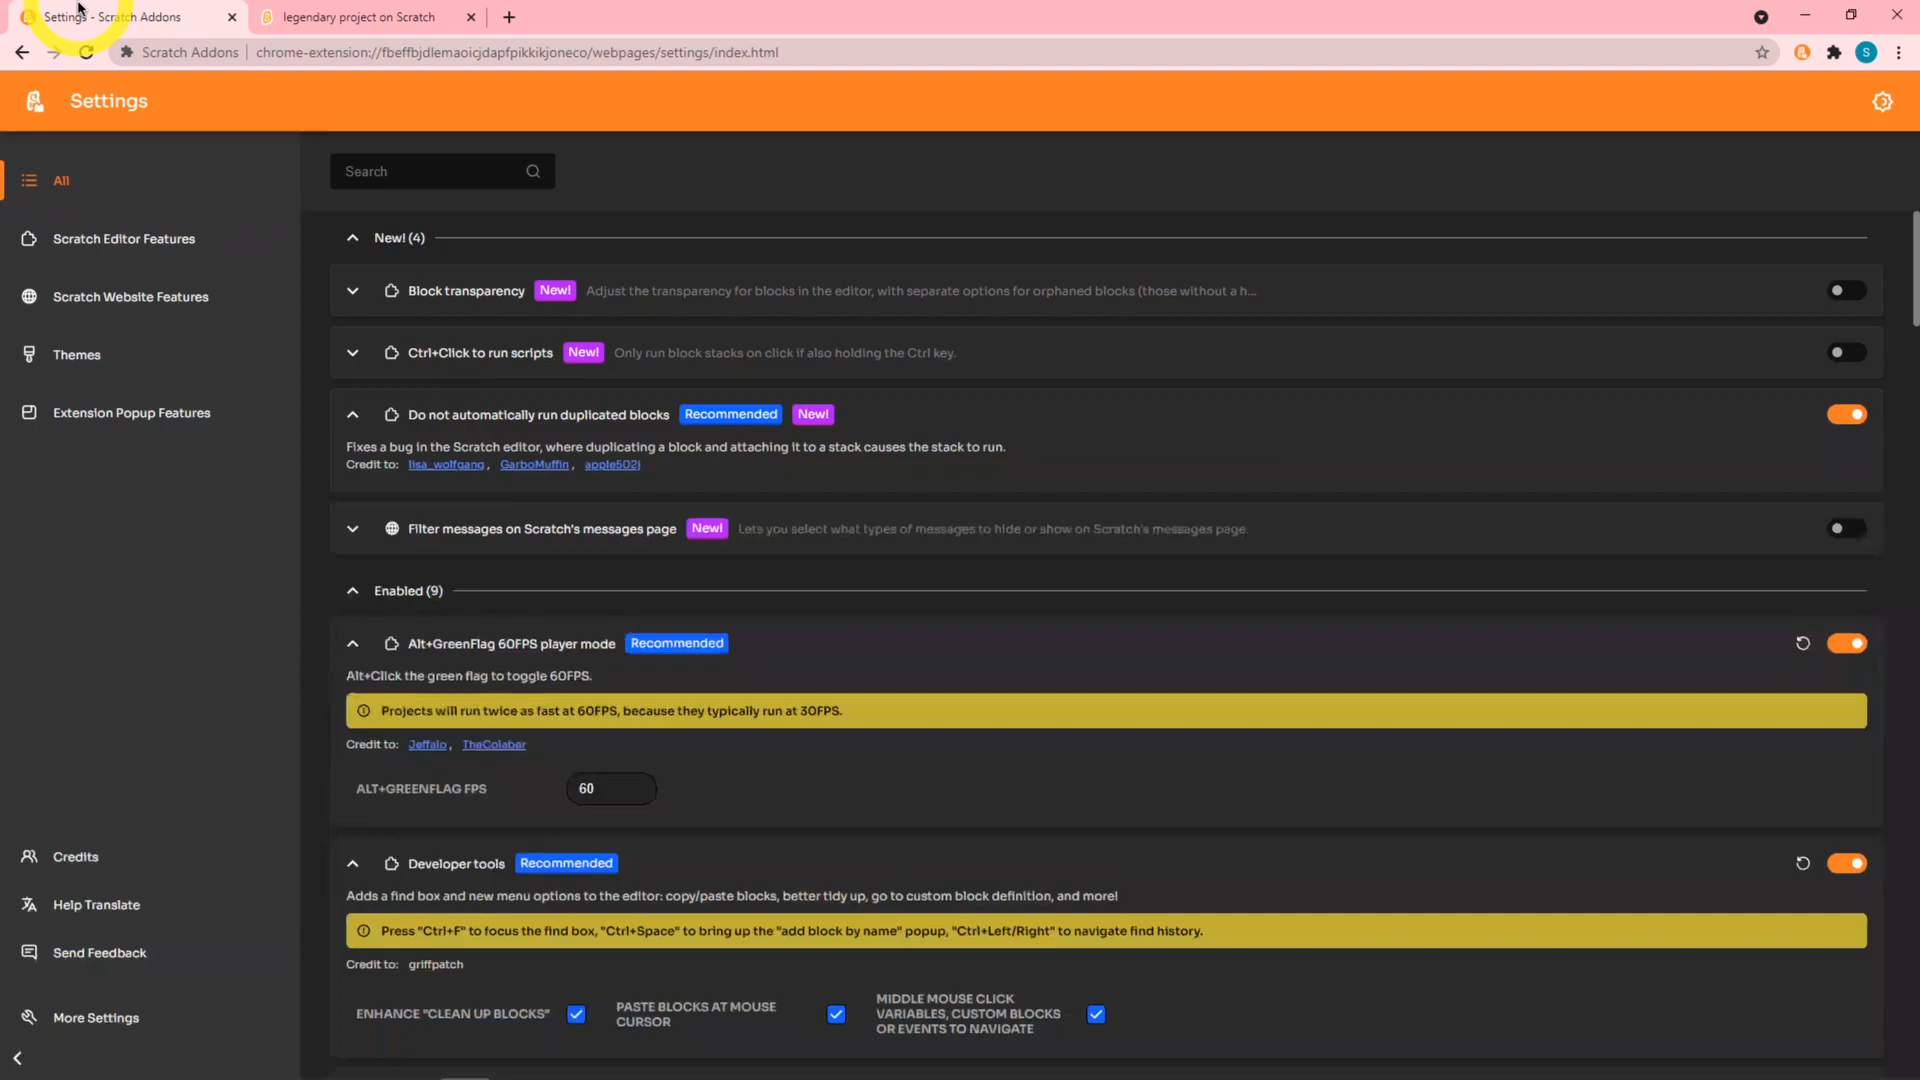 Settings - Scratch Addons
legendary project on Scratch
Scratch Addons
chrome-extension://fbeffbjdlemaoicjdapfpikkikjoneco/webpages/settings/index.html
S
Settings
All
Scratch Editor Features
Scratch Website Features
Themes
Extension Popup Features
Credits
Help Translate
Send Feedback
More Settings
Search
New! (4)
Block transparency New! Adjust the transparency for blocks in the editor, with separate options for orphaned blocks (those without a h...
Ctrl+Click to run scripts New! Only run block stacks on click if also holding the Ctrl key.
Do not automatically run duplicated blocks Recommended New!
Fixes a bug in the Scratch editor, where duplicating a block and attaching it to a stack causes the stack to run.
Credit to: lisa_wolfgang, GarboMuffin, apple502j
Filter messages on Scratch's messages page New! Lets you select what types of messages to hide or show on Scratch's messages page.
Enabled (9)
Alt+GreenFlag 60FPS player mode Recommended
Alt+Click the green flag to toggle 60FPS.
Projects will run twice as fast at 60FPS, because they typically run at 30FPS.
Credit to: Jeffalo, TheColaber
ALT+GREENFLAG FPS 60
Developer tools Recommended
Adds a find box and new menu options to the editor: copy/paste blocks, better tidy up, go to custom block definition, and more!
Press "Ctrl+F" to focus the find box, "Ctrl+Space" to bring up the "add block by name" popup, "Ctrl+Left/Right" to navigate find history.
Credit to: griffpatch
ENHANCE "CLEAN UP BLOCKS"
PASTE BLOCKS AT MOUSE
CURSOR
MIDDLE MOUSE CLICK
VARIABLES, CUSTOM BLOCKS
OR EVENTS TO NAVIGATE